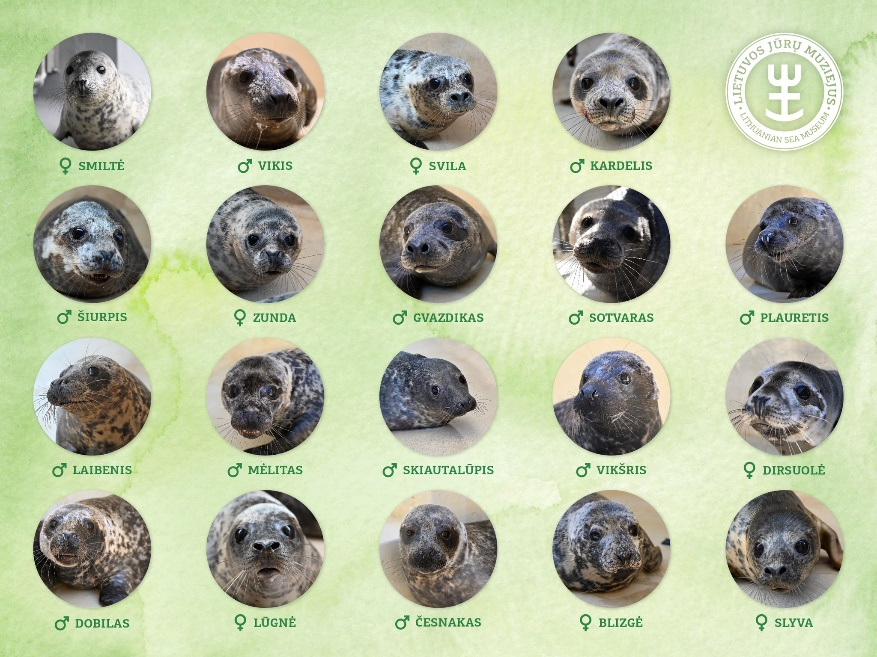 LIETUVOS JŪRŲ MUZIEJUS
LITHUANIAN SEA MUSEUM
♀ SMILTĖ
♂ VIKIS
♀ SVILA
♂ KARDELIS
♂ ŠIURPIS
♀ ZUNDA
♂ GVAZDIKAS
♂ SOTVARAS
♂ PLAURETIS
♂ LAIBENIS
♂ MĖLITAS
♂ SKIAUTALŪPIS
♂ VIKŠRIS
♀ DIRSUOLĖ
♂ DOBILAS
♀ LŪGNĖ
♂ ČESNAKAS
♀ BLIZGĖ
♀ SLYVA